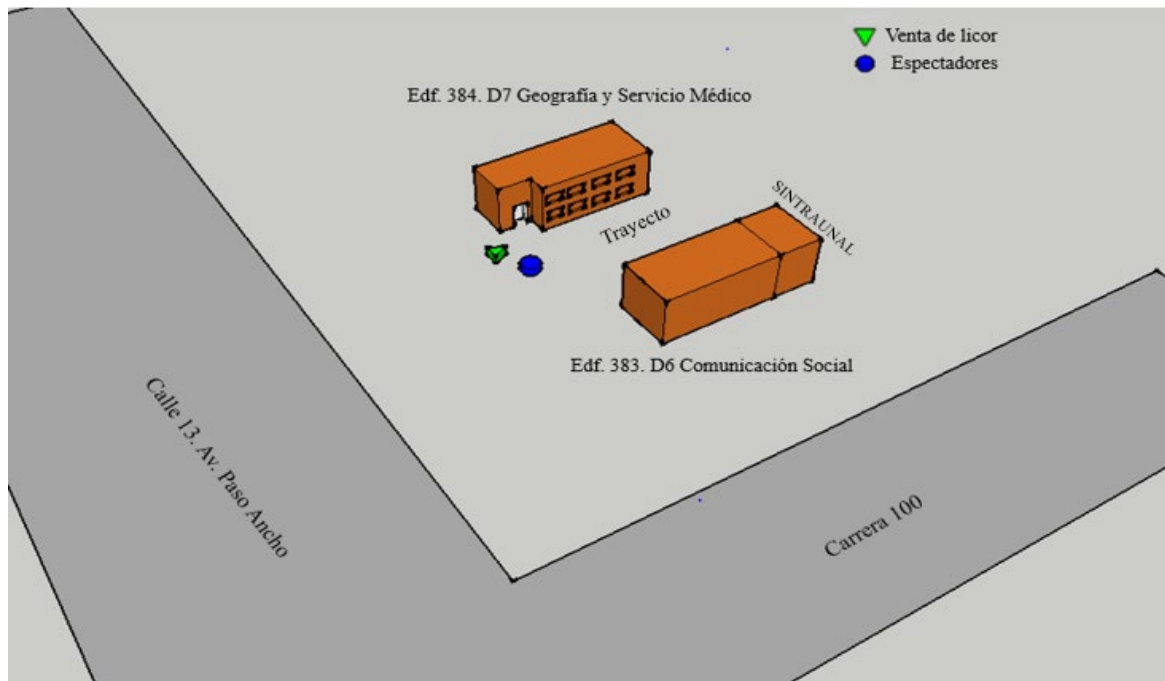 Venta de licor
Espectadores
Edf. 384. D7 Geografía y Servicio Médico
SINTRAUNAL
Trayecto
Edf. 383. D6 Comunicación Social
Calle 13. Av. Paso Ancho
Carrera 100